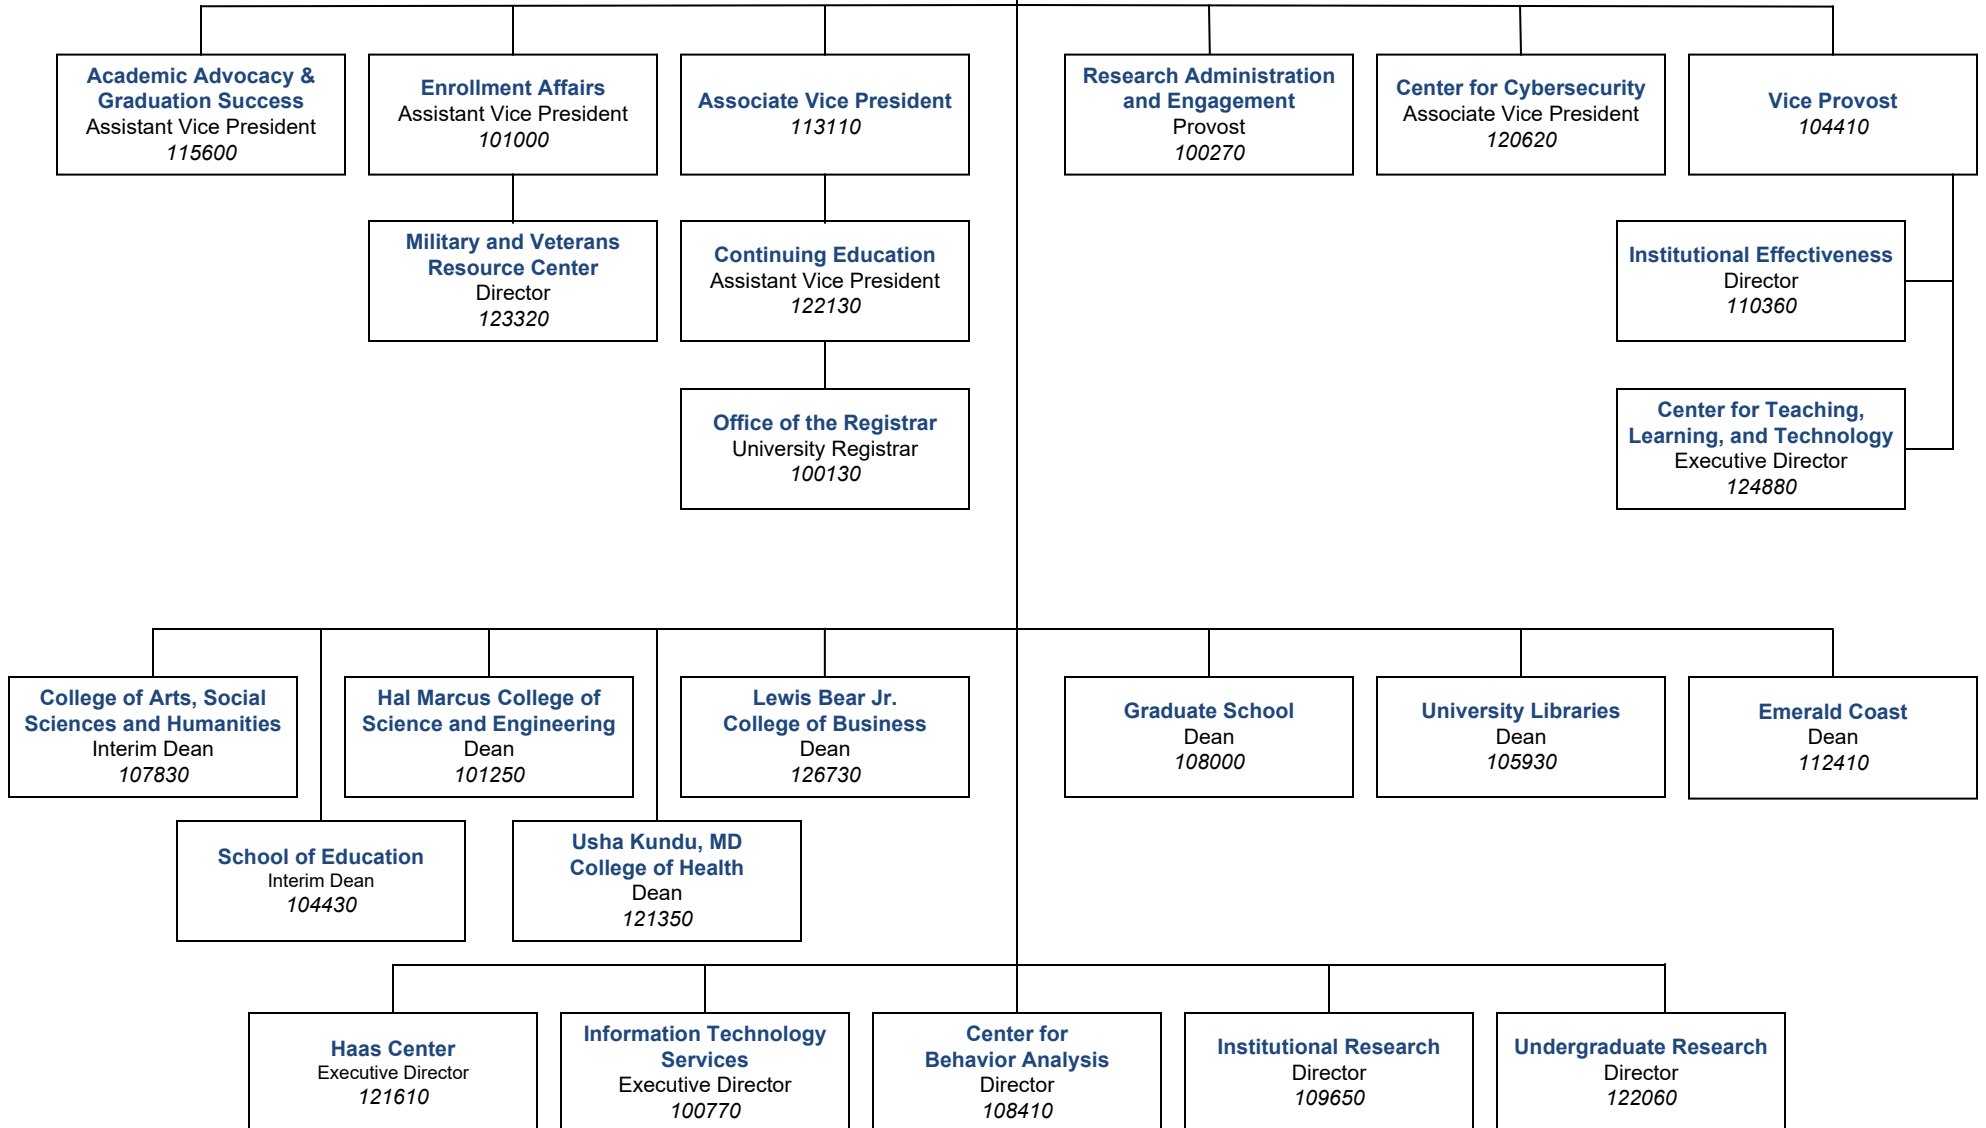 Academic Advocacy &
Graduation Success
Assistant Vice President
115600
Enrollment Affairs
Assistant Vice President
101000
Associate Vice President
113110
Research Administration
and Engagement
Provost
100270
Center for Cybersecurity
Associate Vice President
120620
Vice Provost
104410
Military and Veterans
Resource Center
Director
123320
Continuing Education
Assistant Vice President
122130
Institutional Effectiveness
Director
110360
Office of the Registrar
University Registrar
100130
Center for Teaching,
Learning, and Technology
Executive Director
124880
College of Arts, Social
Sciences and Humanities
Interim Dean
107830
Hal Marcus College of
Science and Engineering
Dean
101250
Lewis Bear Jr.
College of Business
Dean
126730
Graduate School
Dean
108000
University Libraries
Dean
105930
Emerald Coast
Dean
112410
School of Education
Interim Dean
104430
Usha Kundu, MD
College of Health
Dean
121350
Haas Center
Executive Director
121610
Information Technology
Services
Executive Director
100770
Center for
Behavior Analysis
Director
108410
Institutional Research
Director
109650
Undergraduate Research
Director
122060